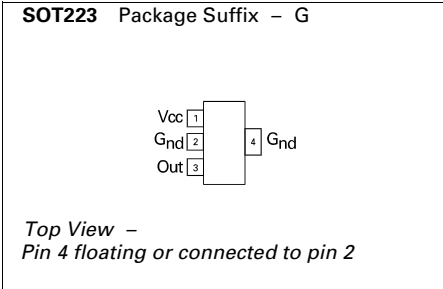 SOT223 Package Suffix – G
Vcc 1
Gnd 2
4 Gnd
Out 3
Top View –
Pin 4 floating or connected to pin 2